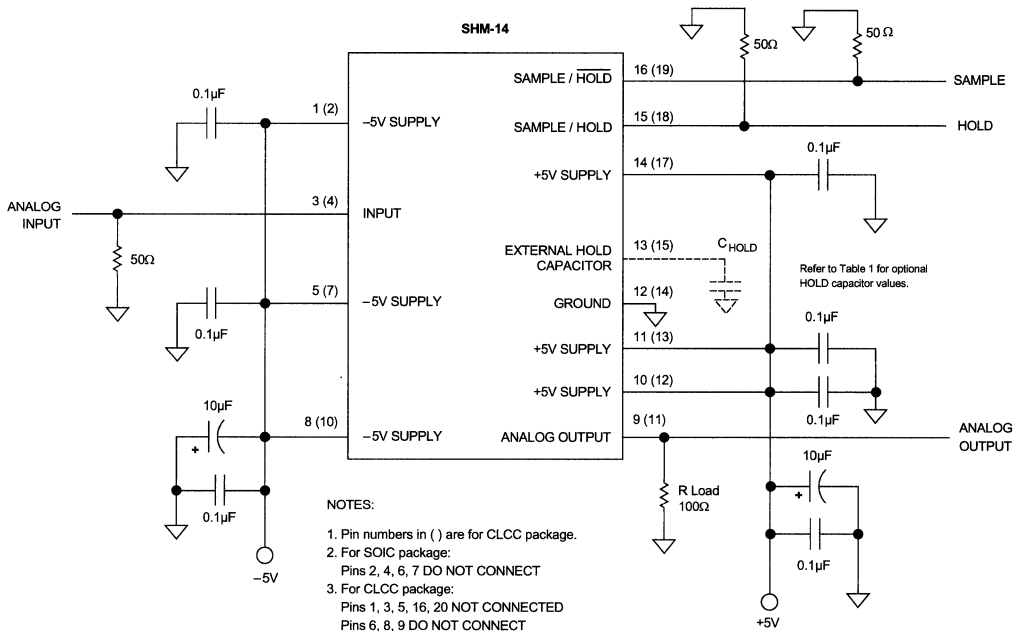 SHM-14
50Ω
50 Ω
SAMPLE / HOLD
16 (19)
SAMPLE
0.1µF
1 (2)
–5V SUPPLY
SAMPLE / HOLD
15 (18)
HOLD
+5V SUPPLY
14 (17)
0.1µF
ANALOG
INPUT
3 (4)
INPUT
50Ω
EXTERNAL HOLD
CAPACITOR
13 (15)
CHOLD
Refer to Table 1 for optional
HOLD capacitor values.
5 (7)
–5V SUPPLY
0.1µF
GROUND
12 (14)
0.1µF
+5V SUPPLY
11 (13)
+5V SUPPLY
10 (12)
0.1µF
10µF
+
8 (10)
–5V SUPPLY
0.1µF
–5V
ANALOG OUTPUT
9 (11)
ANALOG
OUTPUT
R Load
100Ω
10µF
+
0.1µF
+5V
NOTES:
1. Pin numbers in ( ) are for CLCC package.
2. For SOIC package:
Pins 2, 4, 6, 7 DO NOT CONNECT
3. For CLCC package:
Pins 1, 3, 5, 16, 20 NOT CONNECTED
Pins 6, 8, 9 DO NOT CONNECT